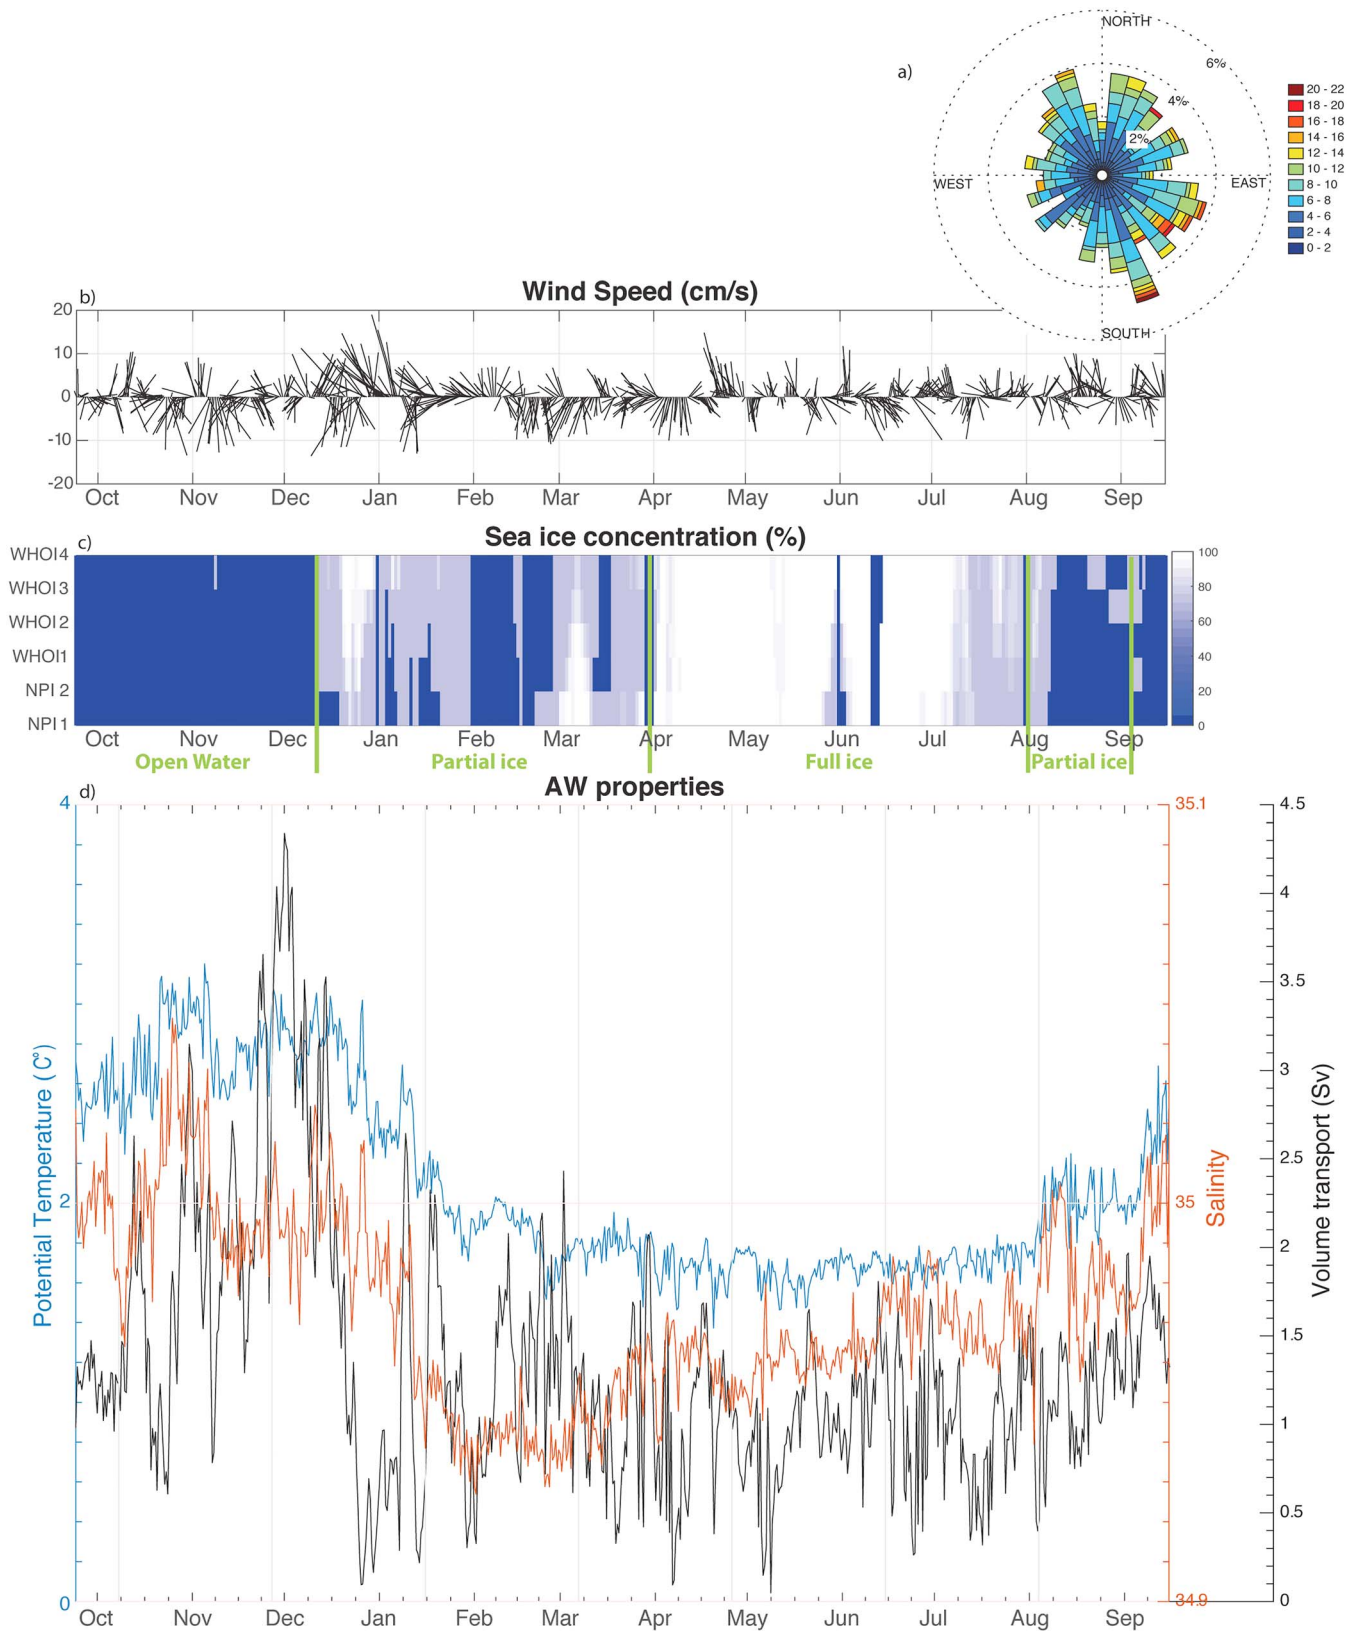 a)
NORTH
6%
4%
2%
WEST
EAST
SOUTH
20 - 22
18 - 20
16 - 18
14 - 16
12 - 14
10 - 12
8 - 10
6 - 8
4 - 6
2 - 4
0 - 2
b)
Wind Speed (cm/s)
20
10
0
-10
-20
Oct Nov Dec Jan Feb Mar Apr May Jun Jul Aug Sep
c)
Sea ice concentration (%)
WHOI4
WHOI3
WHOI2
WHOI1
NPI 2
NPI 1
100
80
60
40
20
0
Oct Nov Dec Jan Feb Mar Apr May Jun Jul Aug Sep
Open Water Partial ice Full ice Partial ice
d)
AW properties
4
2
0
Potential Temperature ( C°)
35.1
35
34.9
Salinity
4.5
4
3.5
3
2.5
2
1.5
1
0.5
0
Volume transport (Sv)
Oct Nov Dec Jan Feb Mar Apr May Jun Jul Aug Sep